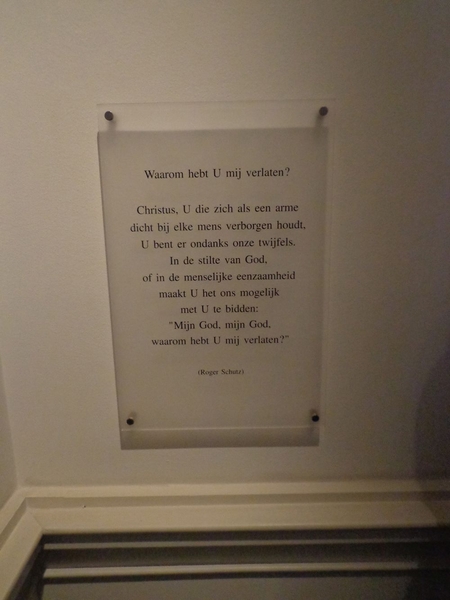 Waarom hebt U mij verlaten?
Christus, U die zich als een arme
dicht bij elke mens verborgen houdt,
U bent er ondanks onze twijfels.
In de stilte van God,
of in de menselijke eenzaamheid
maakt U het ons mogelijk
met U te bidden:
"Mijn God, mijn God,
waarom hebt U mij verlaten?"
(Roger Schutz)